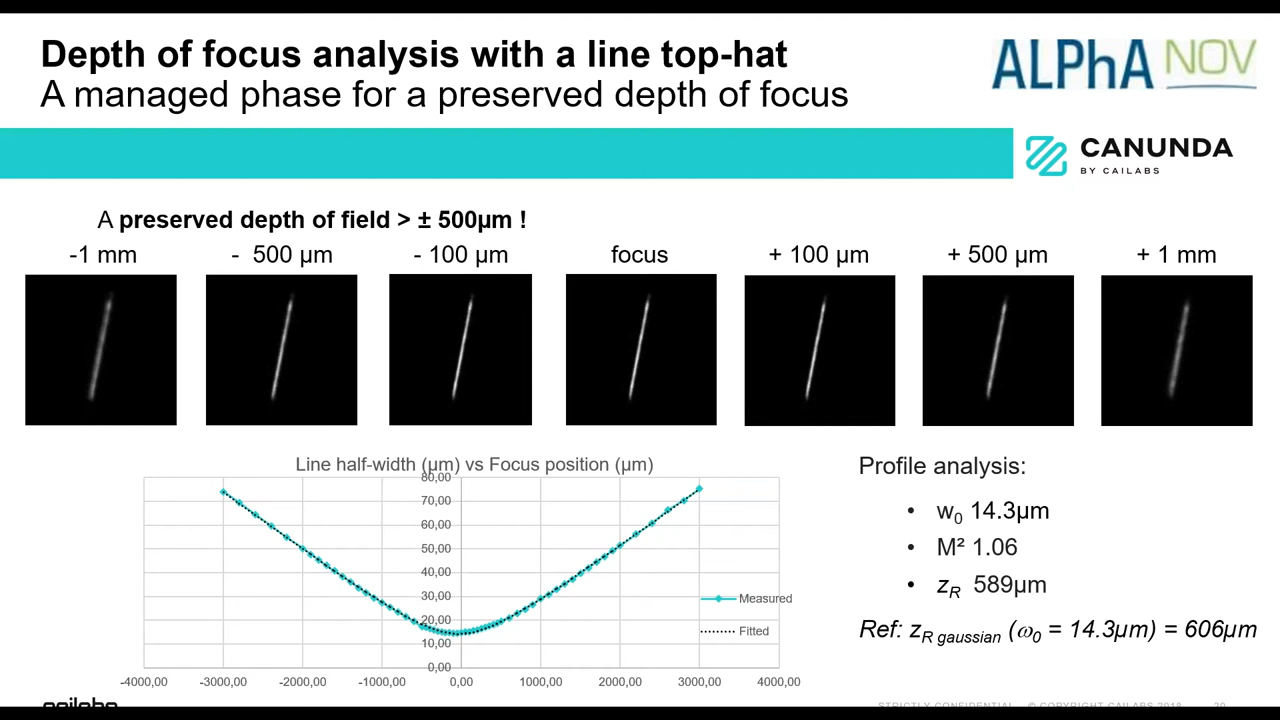 Depth of focus analysis with a line top-hat
A managed phase for a preserved depth of focus
ALPhANOV
CANUNDA
BY CAILABS
A preserved depth of field > ± 500µm !
-1 mm
- 500 µm
- 100 µm
focus
+ 100 µm
+ 500 µm
+ 1 mm
Line half-width (µm) vs Focus position (µm)
80,00
70,00
60,00
50,00
40,00
30,00
20,00
10,00
0,00
-4000,00 -3000,00 -2000,00 -1000,00 0,00 1000,00 2000,00 3000,00 4000,00
Measured
Fitted
Profile analysis:
• w0 14.3µm
• M² 1.06
• zR 589µm
Ref: zR gaussian (ω0 = 14.3µm) = 606µm
cailabs
STRICTLY CONFIDENTIAL © COPYRIGHT CAILABS 2018 20